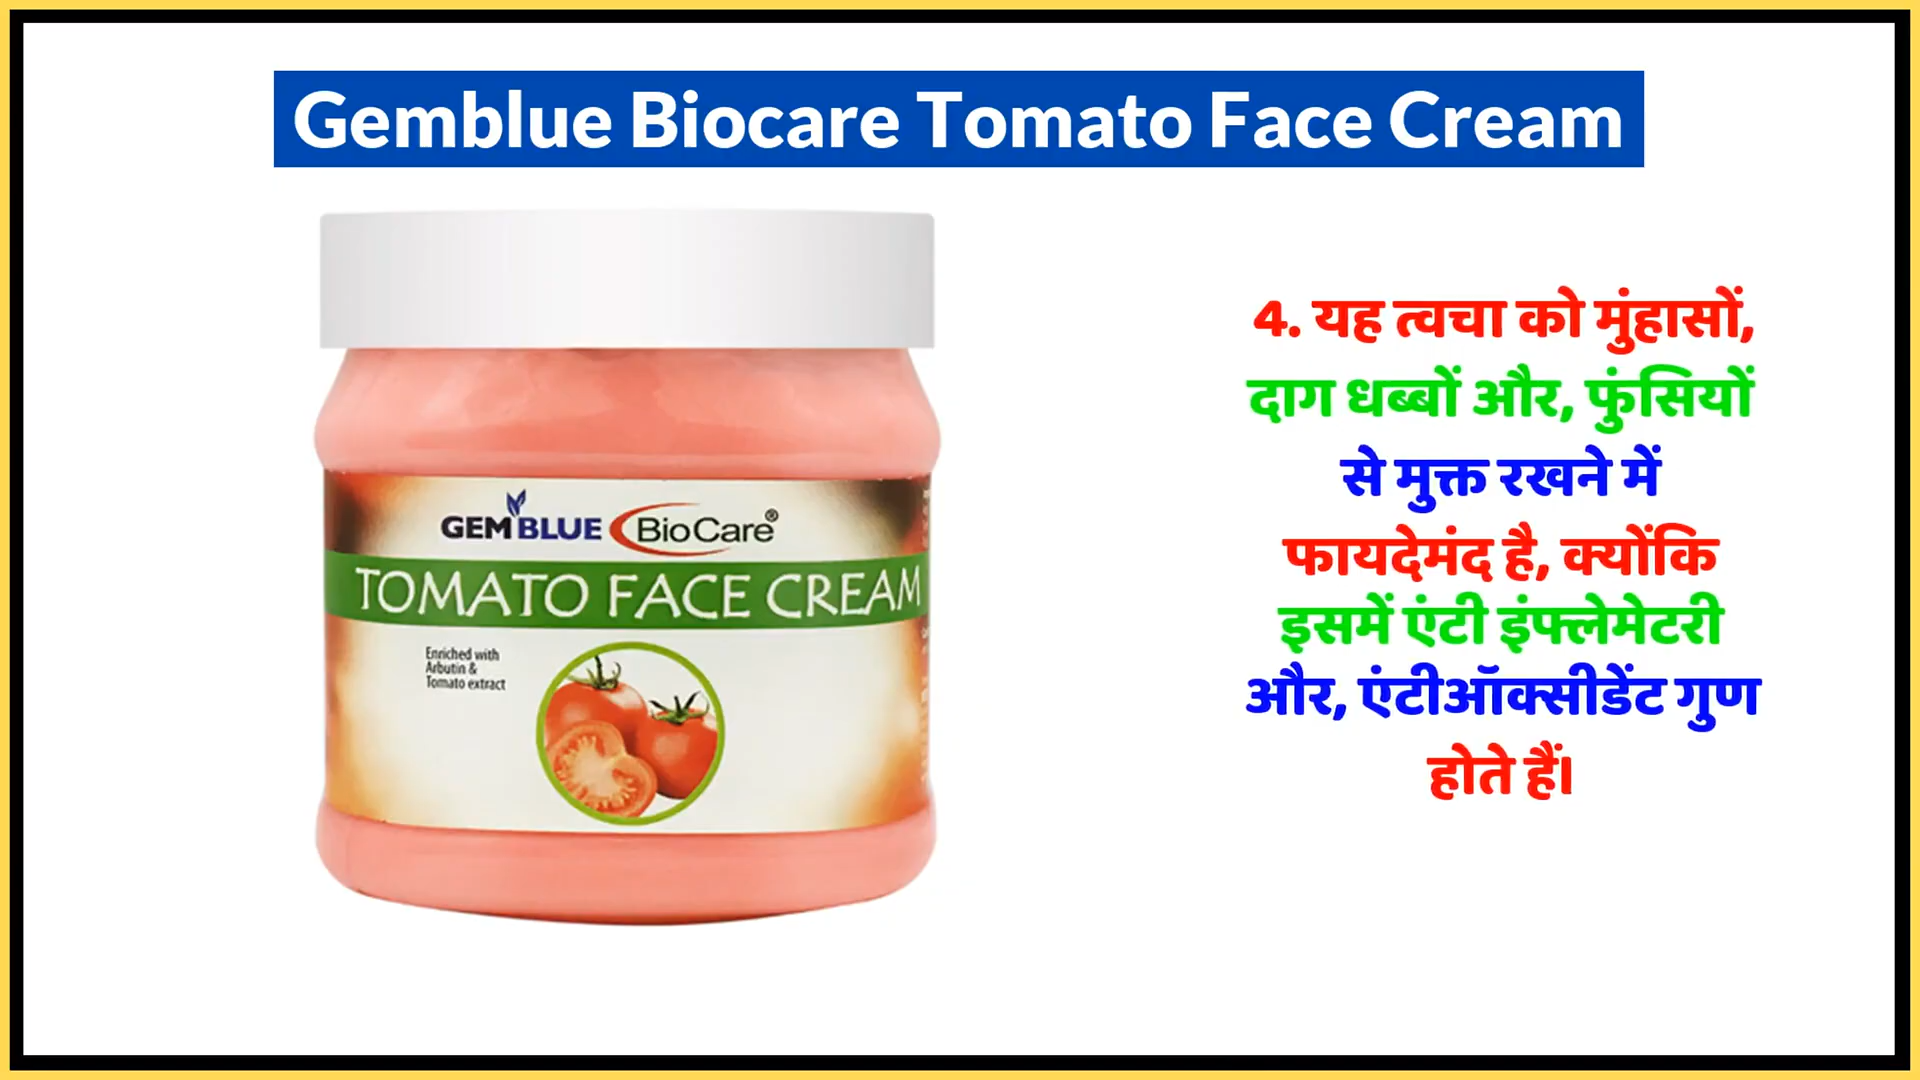 Gemblue Biocare Tomato Face Cream
GEMBLUE BioCare®
TOMATO FACE CREAM
Enriched with
Arbutin &
Tomato extract
4. यह त्वचा को मुंहासों,
दाग धब्बों और, फुंसियों
से मुक्त रखने में
फायदेमंद है, क्योंकि
इसमें एंटी इंफ्लेमेटरी
और, एंटीऑक्सीडेंट गुण
होते हैं।